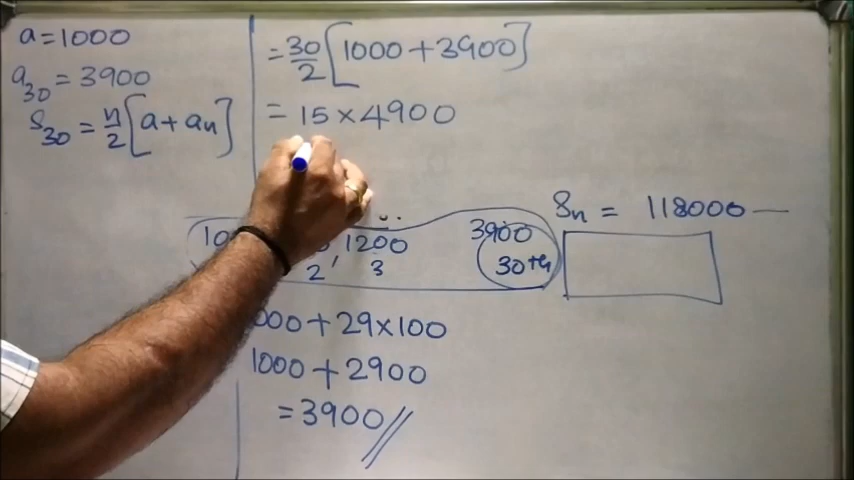 a = 1000
a30 = 3900
S30 = n/2 [a + an]
= 30/2 [1000 + 3900]
= 15 × 4900
Sn = 118000 —
1200 3900
2, 3 30th
000 + 29×100
1000 + 2900
= 3900//